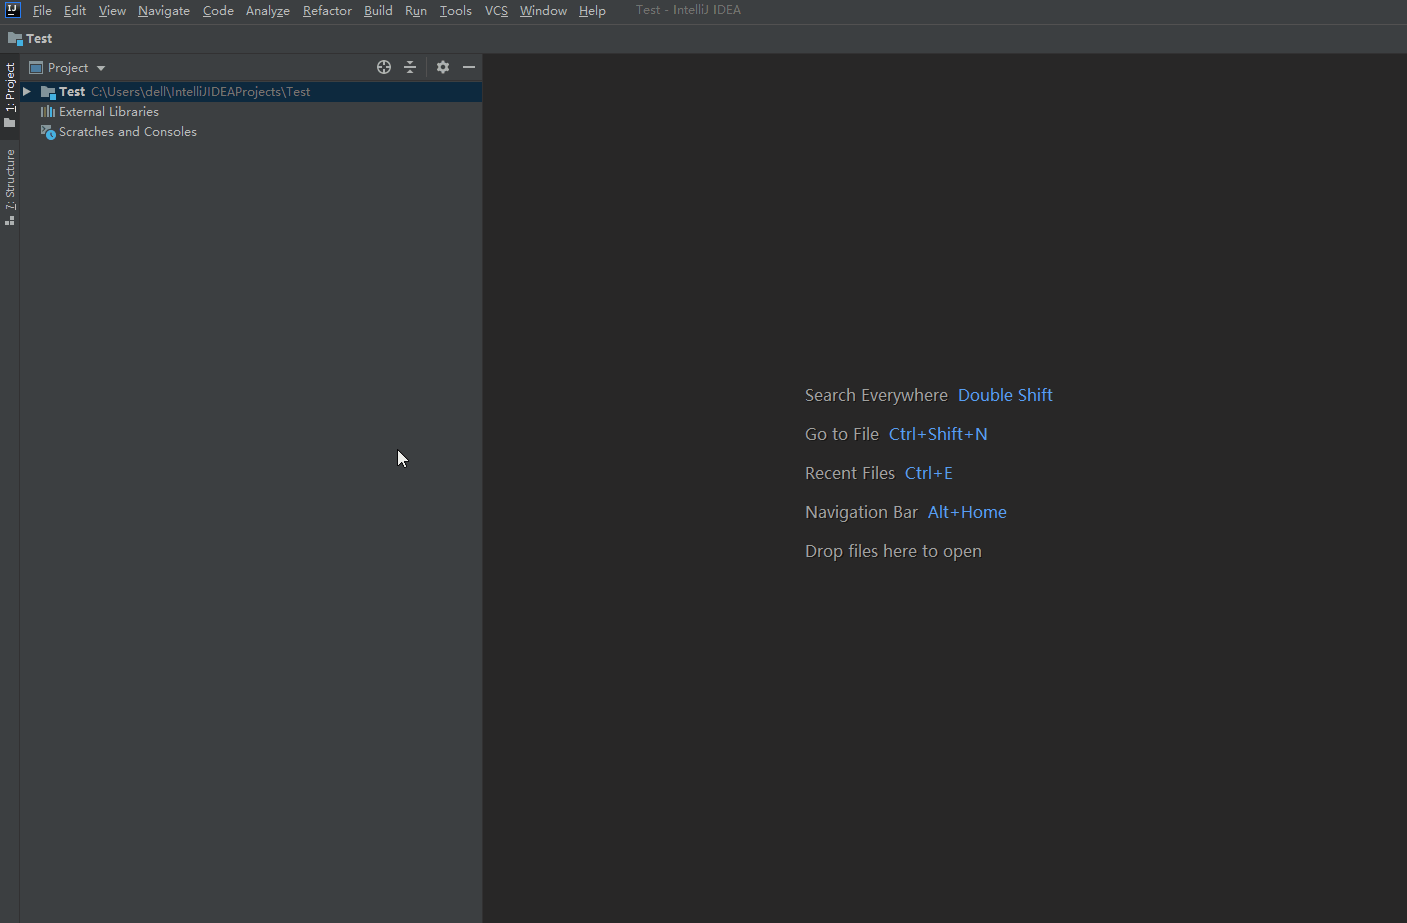 IJ File Edit View Navigate Code Analyze Refactor Build Run Tools VCS Window Help Test - IntelliJ IDEA
Test
1: Project
7: Structure
Project
Test C:\Users\dell\IntelliJIDEAProjects\Test
External Libraries
Scratches and Consoles
Search Everywhere Double Shift
Go to File Ctrl+Shift+N
Recent Files Ctrl+E
Navigation Bar Alt+Home
Drop files here to open